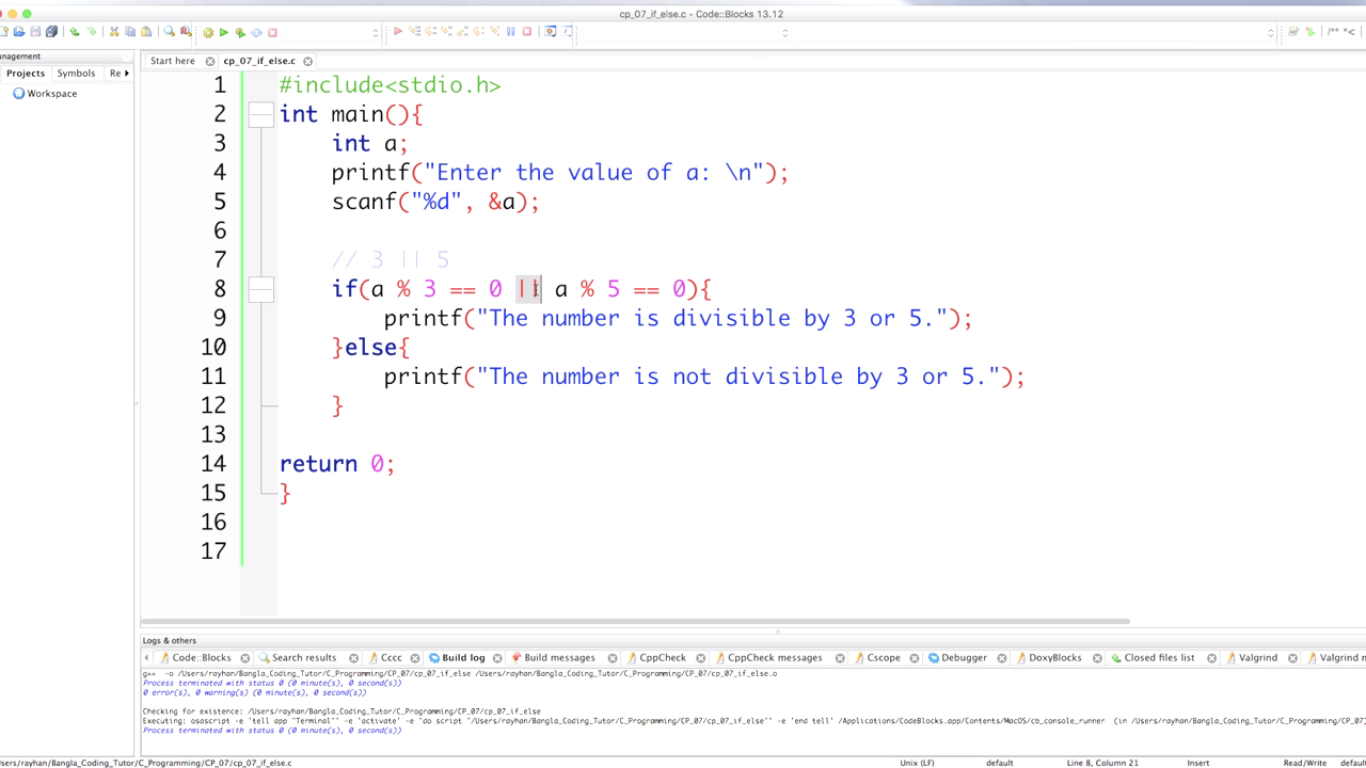 cp_07_if_else.c - Code::Blocks 13.12
/** *<
nagement
Projects Symbols Re
Workspace
Start here cp_07_if_else.c
1 #include<stdio.h>
2 int main(){
3 int a;
4 printf("Enter the value of a: \n");
5 scanf("%d", &a);
6
7 // 3 || 5
8 if(a % 3 == 0 || a % 5 == 0){
9 printf("The number is divisible by 3 or 5.");
10 }else{
11 printf("The number is not divisible by 3 or 5.");
12 }
13
14 return 0;
15 }
16
17
Logs & others
Code::Blocks Search results Cccc Build log Build messages CppCheck CppCheck messages Cscope Debugger DoxyBlocks Closed files list Valgrind Valgrind m
g++ -o /Users/rayhan/Bangla_Coding_Tutor/C_Programming/CP_07/cp_07_if_else /Users/rayhan/Bangla_Coding_Tutor/C_Programming/CP_07/cp_07_if_else.o
Process terminated with status 0 (0 minute(s), 0 second(s))
0 error(s), 0 warning(s) (0 minute(s), 0 second(s))
Checking for existence: /Users/rayhan/Bangla_Coding_Tutor/C_Programming/CP_07/cp_07_if_else
Executing: osascript -e 'tell app "Terminal"' -e 'activate' -e 'do script "/Users/rayhan/Bangla_Coding_Tutor/C_Programming/CP_07/cp_07_if_else"' -e 'end tell' /Applications/CodeBlocks.app/Contents/MacOS/cb_console_runner (in /Users/rayhan/Bangla_Coding_Tutor/C_Programming/CP_07
Process terminated with status 0 (0 minute(s), 0 second(s))
sers/rayhan/Bangla_Coding_Tutor/C_Programming/CP_07/cp_07_if_else.c Unix (LF) default Line 8, Column 21 Insert Read/Write default